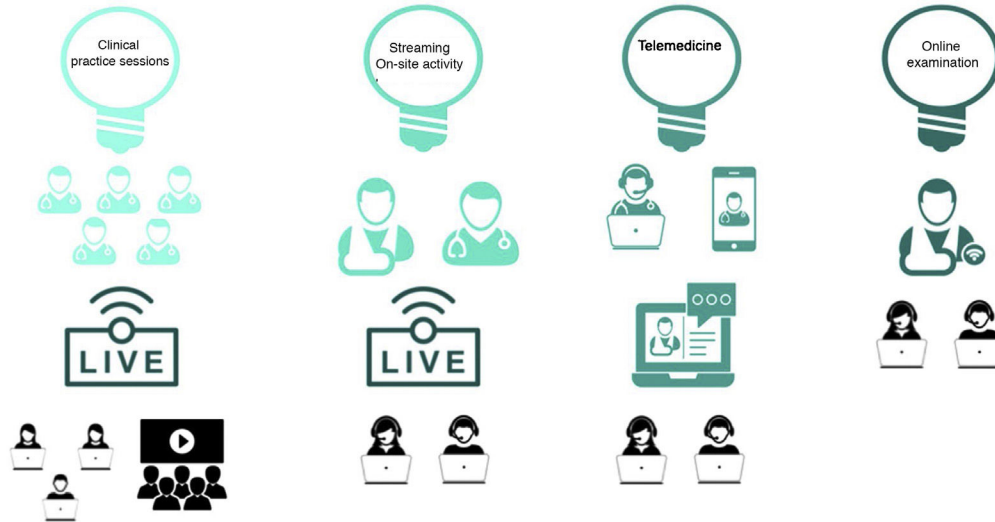 Clinical
practice sessions
Streaming
On-site activity
Telemedicine
Online
examination
LIVE
LIVE